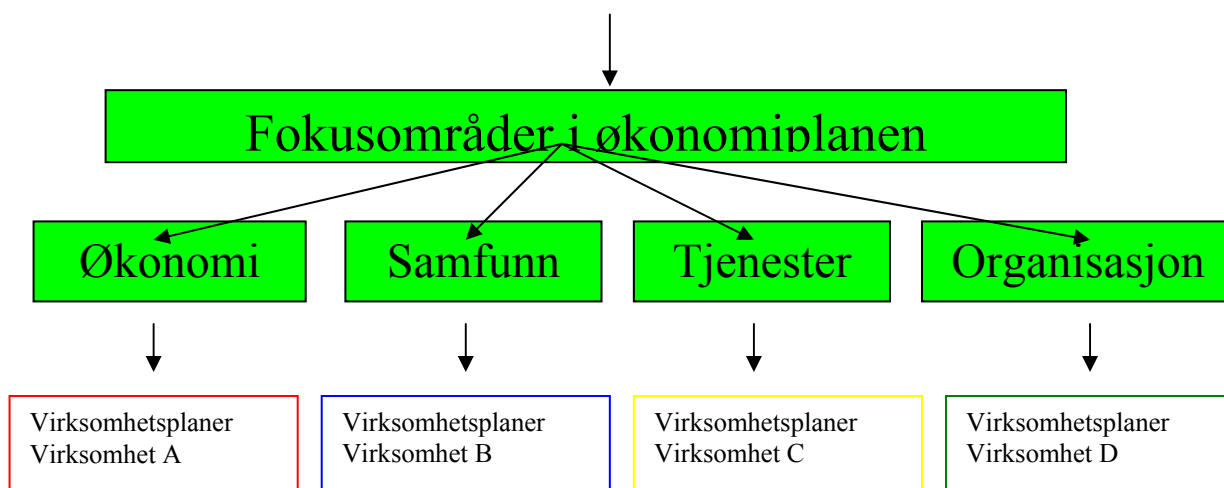 Fokusområder i økonomiplanen
Økonomi
Samfunn
Tjenester
Organisasjon
Virksomhetsplaner
Virksomhet A
Virksomhetsplaner
Virksomhet B
Virksomhetsplaner
Virksomhet C
Virksomhetsplaner
Virksomhet D